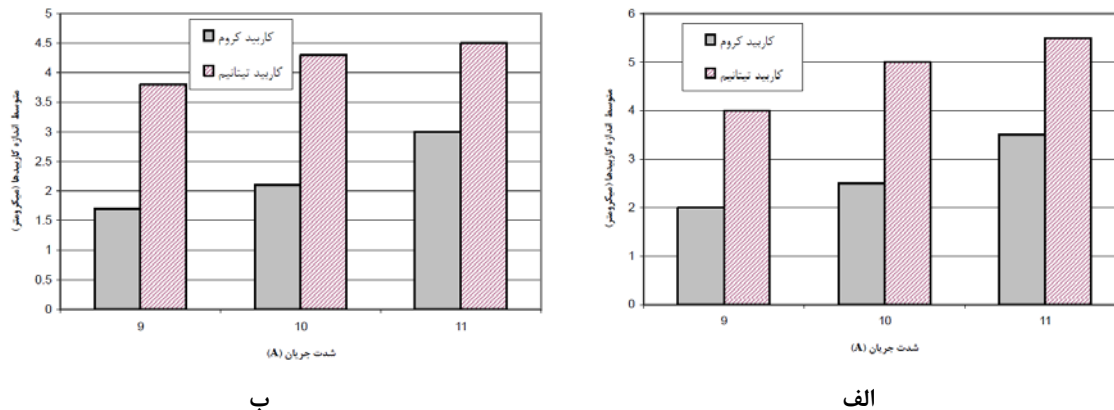 6
5
4
3
2
1
0
کاربید کروم
کاربید تیتانیم
متوسط اندازه کاربیدها (میکرومتر)
9 10 11
شدت جریان (A)
الف
5
4.5
4
3.5
3
2.5
2
1.5
1
0.5
0
کاربید کروم
کاربید تیتانیم
متوسط اندازه کاربیدها (میکرومتر)
9 10 11
شدت جریان (A)
ب